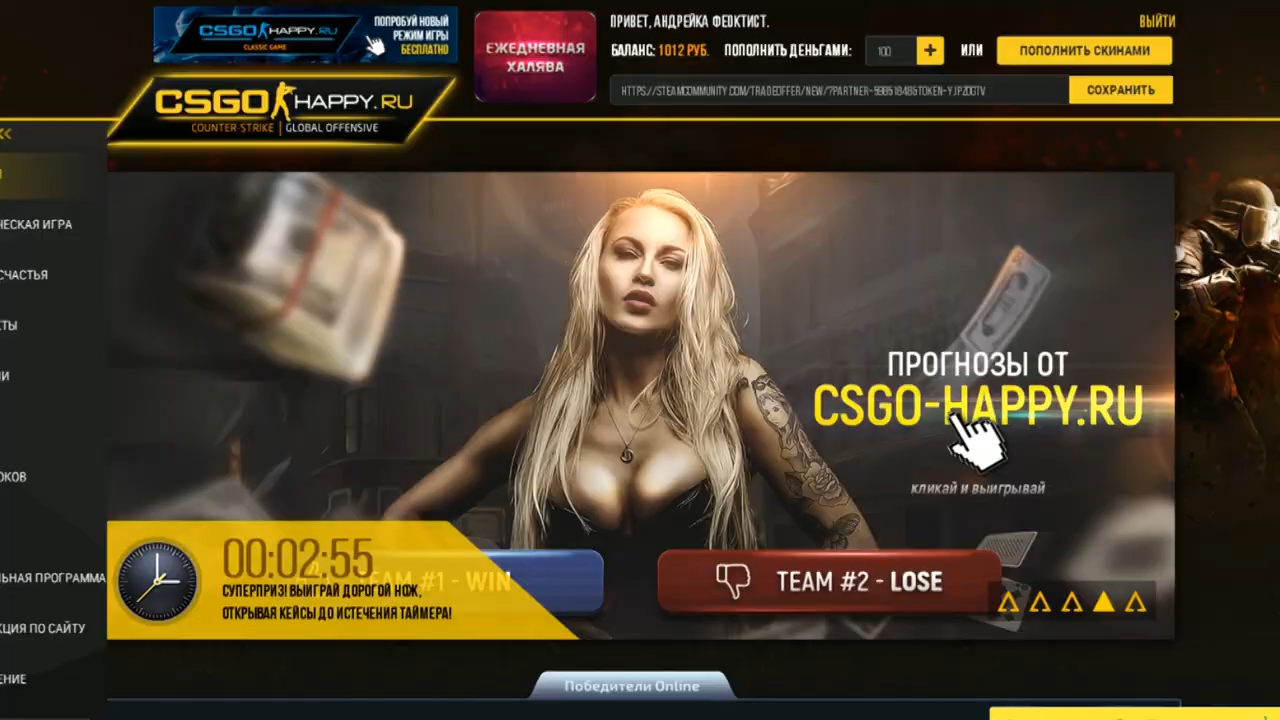 CSGO HAPPY.RU
CLASSIC GAME
ПОПРОБУЙ НОВЫЙ
РЕЖИМ ИГРЫ
БЕСПЛАТНО
ЕЖЕДНЕВНАЯ
ХАЛЯВА
ПРИВЕТ, АНДРЕЙКА ФЕОКТИСТ.
ВЫЙТИ
БАЛАНС: 1012 РУБ. ПОПОЛНИТЬ ДЕНЬГАМИ: 100 + ИЛИ ПОПОЛНИТЬ СКИНАМИ
СОХРАНИТЬ
CSGO HAPPY.RU
COUNTER-STRIKE | GLOBAL OFFENSIVE
<<
ЧЕСКАЯ ИГРА
СЧАСТЬЯ
ТЫ
И
ОКОВ
ЛЬНАЯ ПРОГРАММА
КЦИЯ ПО САЙТУ
ЕНИЕ
ПРОГНОЗЫ ОТ
CSGO-HAPPY.RU
КЛИКАЙ И ВЫИГРЫВАЙ
00:02:55
СУПЕРПРИЗ! ВЫИГРАЙ ДОРОГОЙ НОЖ,
ОТКРЫВАЯ КЕЙСЫ ДО ИСТЕЧЕНИЯ ТАЙМЕРА!
TEAM #1 - WIN
TEAM #2 - LOSE
Победители Online